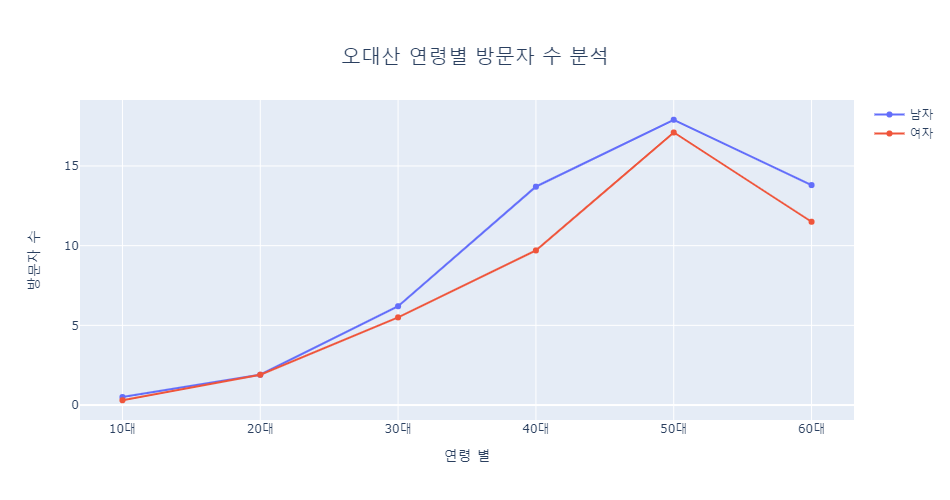 오대산 연령별 방문자 수 분석
남자
여자
방문자 수
15
10
5
0
10대
20대
30대
40대
50대
60대
연령 별